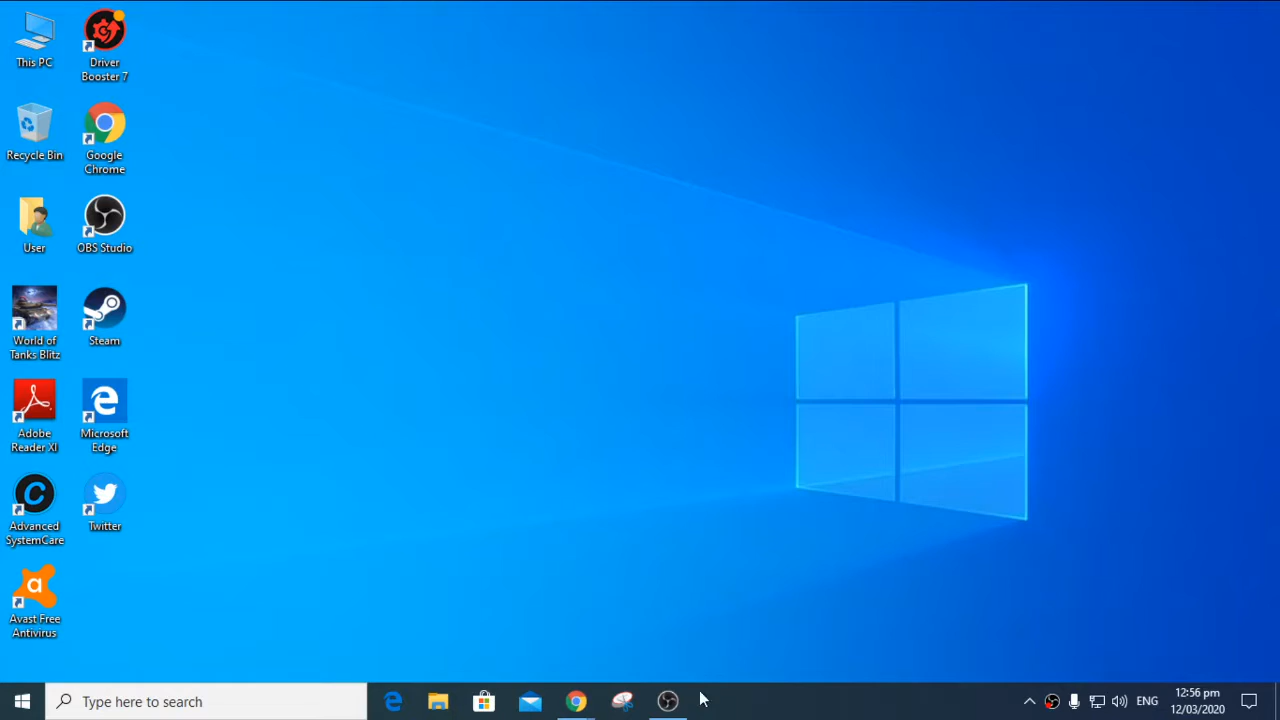 This PC
Driver
Booster 7
Recycle Bin
Google
Chrome
User
OBS Studio
World of
Tanks Blitz
Steam
Adobe
Reader XI
Microsoft
Edge
Advanced
SystemCare
Twitter
Avast Free
Antivirus
Type here to search
ENG
12:56 pm
12/03/2020